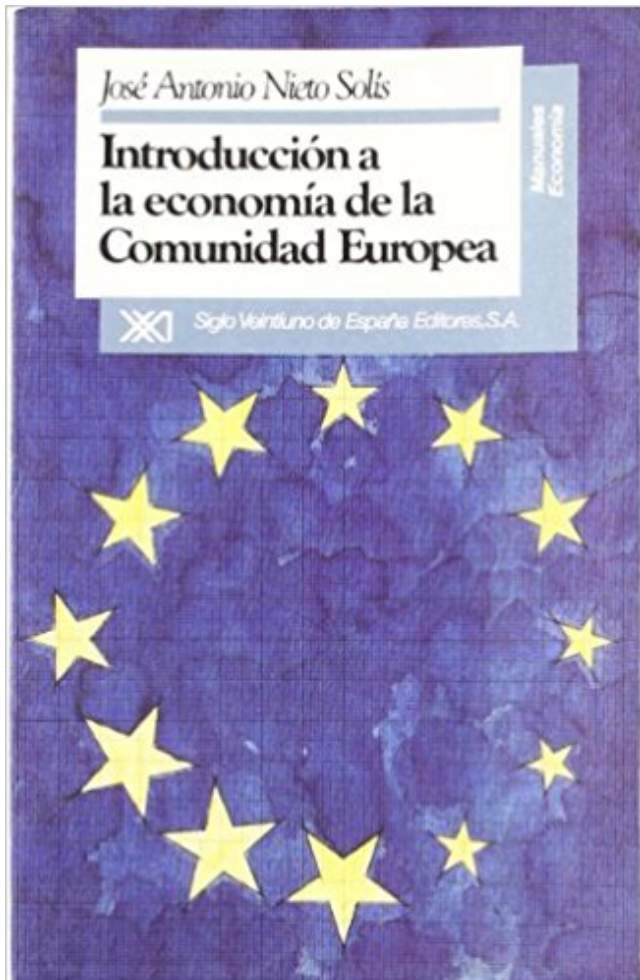 José Antonio Nieto Solís
Introducción a
la economía de la
Comunidad Europea
Manuales
Economía
XXI
Siglo Veintiuno de España Editores, S.A.